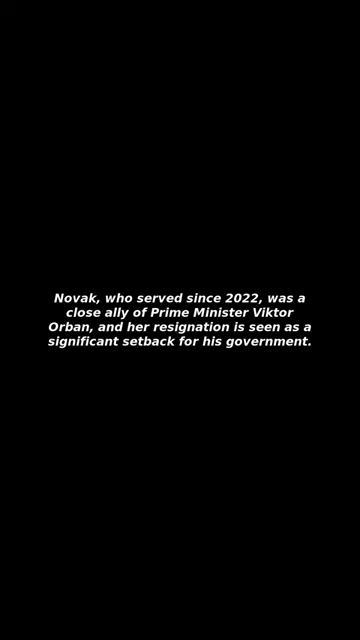 Novak, who served since 2022, was a
close ally of Prime Minister Viktor
Orban, and her resignation is seen as a
significant setback for his government.